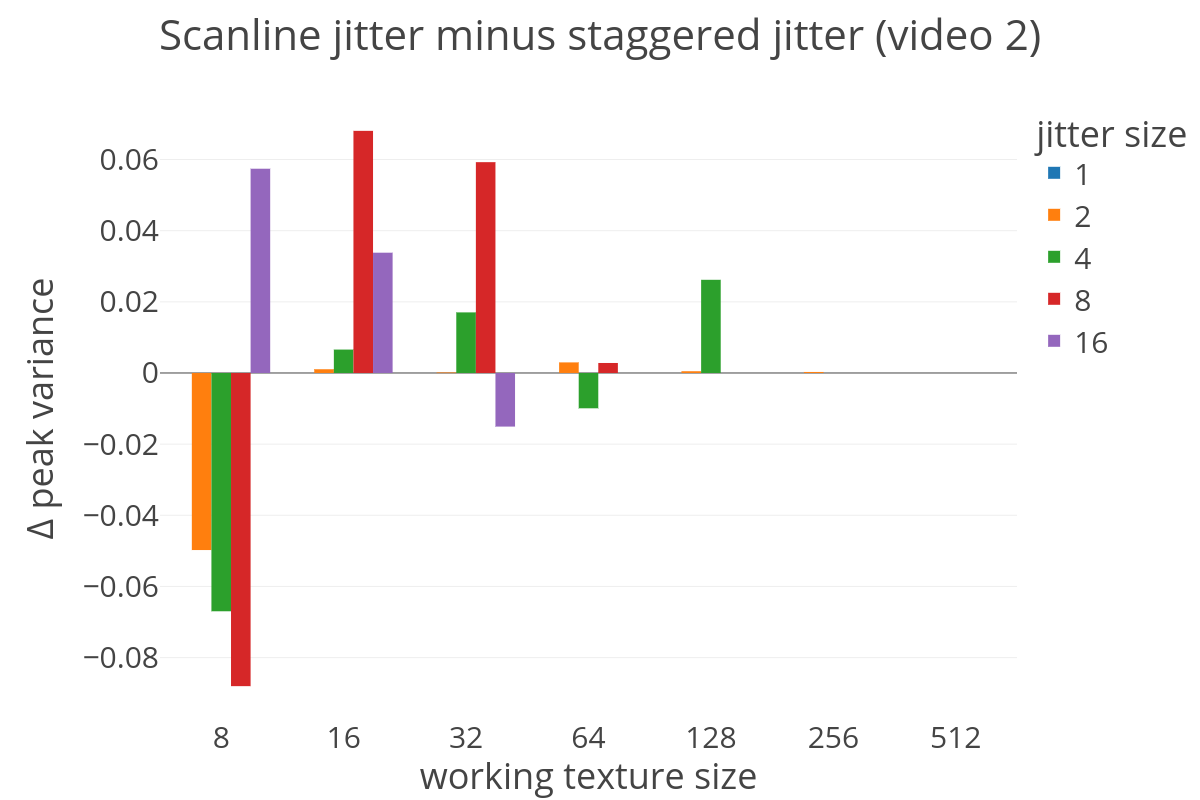 Scanline jitter minus staggered jitter (video 2)
jitter size
1
2
4
8
16
Δ peak variance
0.06
0.04
0.02
0
−0.02
−0.04
−0.06
−0.08
8 16 32 64 128 256 512
working texture size